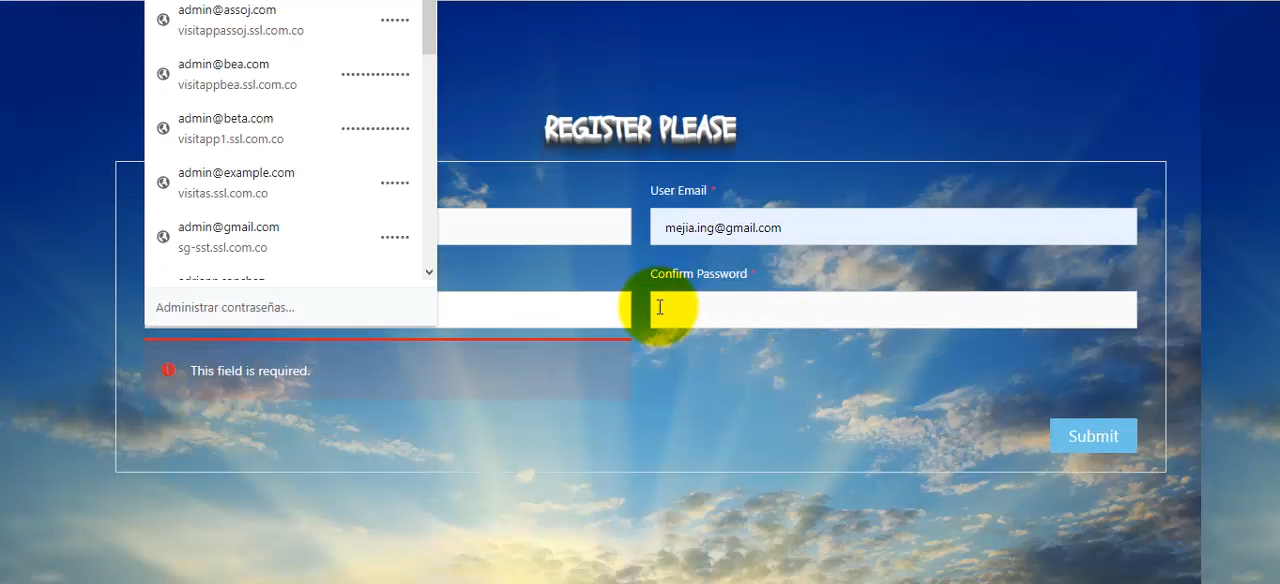 admin@assoj.com
visitappassoj.ssl.com.co
••••••
admin@bea.com
visitappbea.ssl.com.co
••••••••••••••
admin@beta.com
visitapp1.ssl.com.co
••••••••••••••
admin@example.com
visitas.ssl.com.co
••••••
admin@gmail.com
sg-sst.ssl.com.co
••••••
Administrar contraseñas...
REGISTER PLEASE
User Email *
mejia.ing@gmail.com
Confirm Password *
This field is required.
Submit